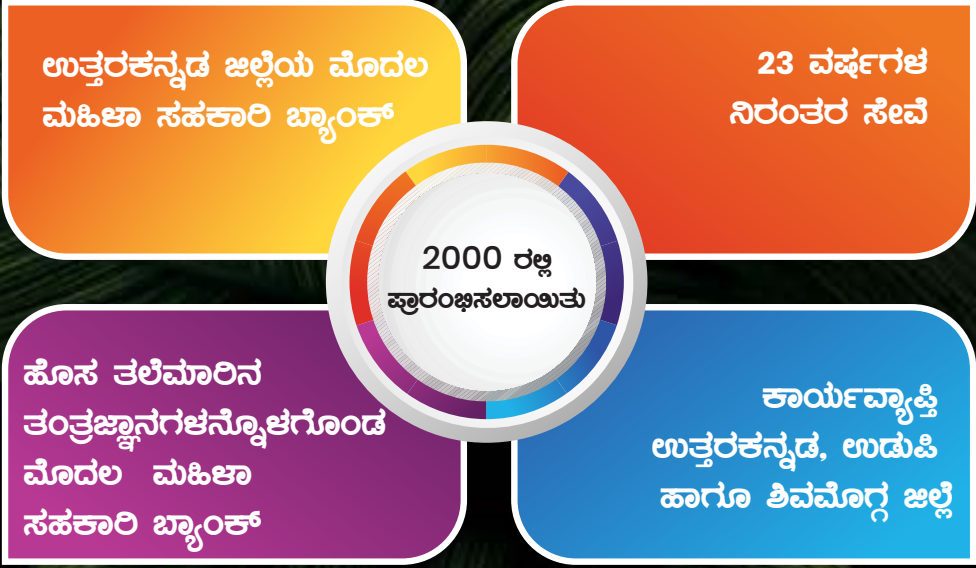 ಉತ್ತರಕನ್ನಡ ಜಿಲ್ಲೆಯ ಮೊದಲ
ಮಹಿಳಾ ಸಹಕಾರಿ ಬ್ಯಾಂಕ್
23 ವರ್ಷಗಳ
ನಿರಂತರ ಸೇವೆ
2000 ರಲ್ಲಿ
ಪ್ರಾರಂಭಿಸಲಾಯಿತು
ಹೊಸ ತಲೆಮಾರಿನ
ತಂತ್ರಜ್ಞಾನಗಳನ್ನೊಳಗೊಂಡ
ಮೊದಲ ಮಹಿಳಾ
ಸಹಕಾರಿ ಬ್ಯಾಂಕ್
ಕಾರ್ಯವ್ಯಾಪ್ತಿ
ಉತ್ತರಕನ್ನಡ, ಉಡುಪಿ
ಹಾಗೂ ಶಿವಮೊಗ್ಗ ಜಿಲ್ಲೆ